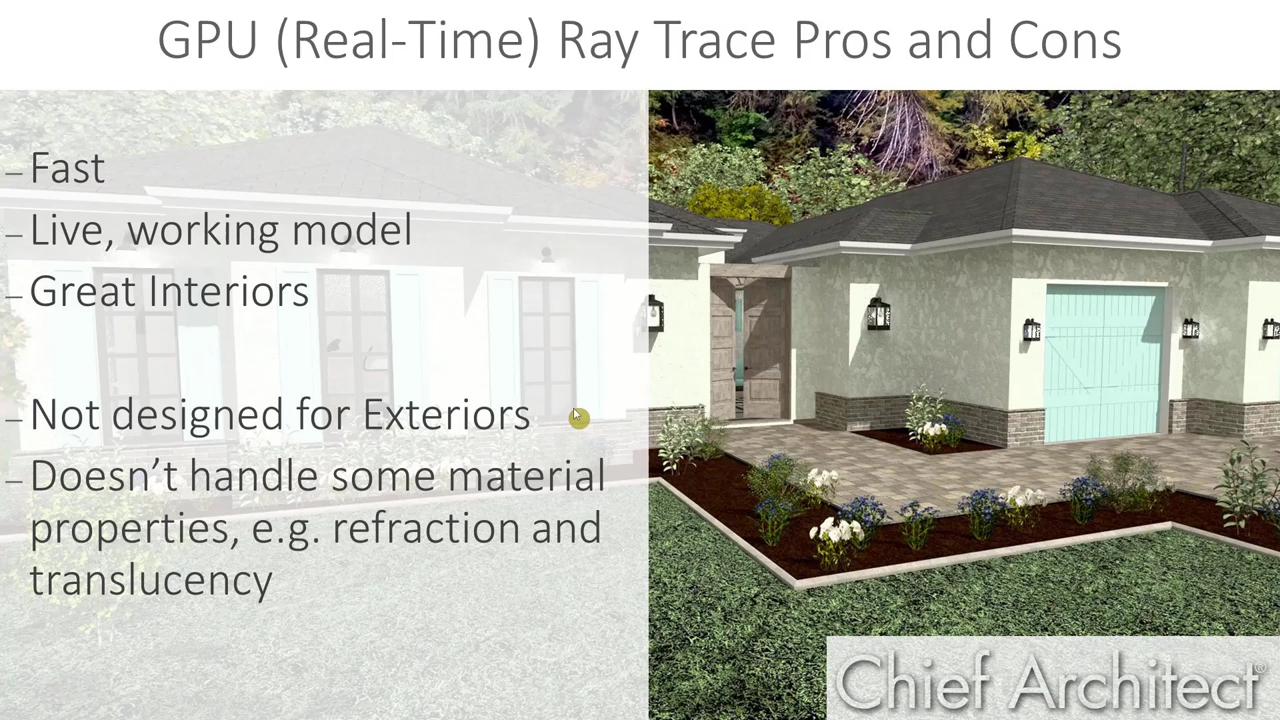 GPU (Real-Time) Ray Trace Pros and Cons
– Fast
– Live, working model
– Great Interiors
– Not designed for Exteriors
– Doesn’t handle some material
properties, e.g. refraction and
translucency
Chief Architect®